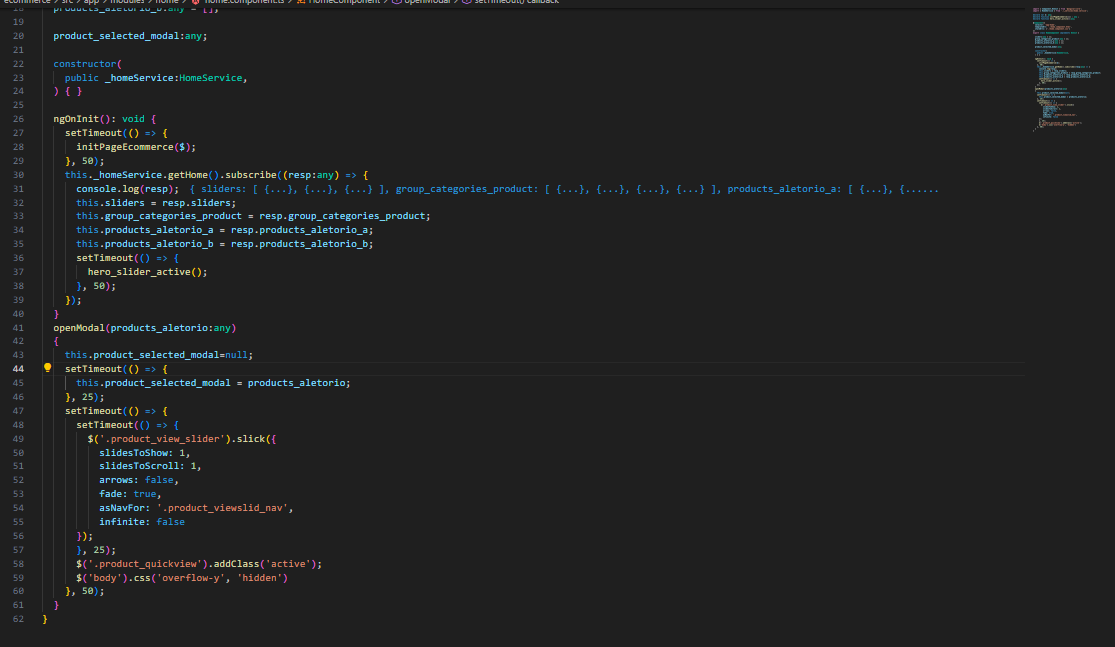 ecommerce > src > app > modules > home > home.component.ts > HomeComponent > openModal > setTimeout() callback
18 products_aletorio_b:any = [];
19
20 product_selected_modal:any;
21
22 constructor(
23 public _homeService:HomeService,
24 ) { }
25
26 ngOnInit(): void {
27 setTimeout(() => {
28 initPageEcommerce($);
29 }, 50);
30 this._homeService.getHome().subscribe((resp:any) => {
31 console.log(resp); { sliders: [ {...}, {...}, {...} ], group_categories_product: [ {...}, {...}, {...}, {...} ], products_aletorio_a: [ {...}, {......
32 this.sliders = resp.sliders;
33 this.group_categories_product = resp.group_categories_product;
34 this.products_aletorio_a = resp.products_aletorio_a;
35 this.products_aletorio_b = resp.products_aletorio_b;
36 setTimeout(() => {
37 hero_slider_active();
38 }, 50);
39 });
40 }
41 openModal(products_aletorio:any)
42 {
43 this.product_selected_modal=null;
44 setTimeout(() => {
45 this.product_selected_modal = products_aletorio;
46 }, 25);
47 setTimeout(() => {
48 setTimeout(() => {
49 $('.product_view_slider').slick({
50 slidesToShow: 1,
51 slidesToScroll: 1,
52 arrows: false,
53 fade: true,
54 asNavFor: '.product_viewslid_nav',
55 infinite: false
56 });
57 }, 25);
58 $('.product_quickview').addClass('active');
59 $('body').css('overflow-y', 'hidden')
60 }, 50);
61 }
62 }